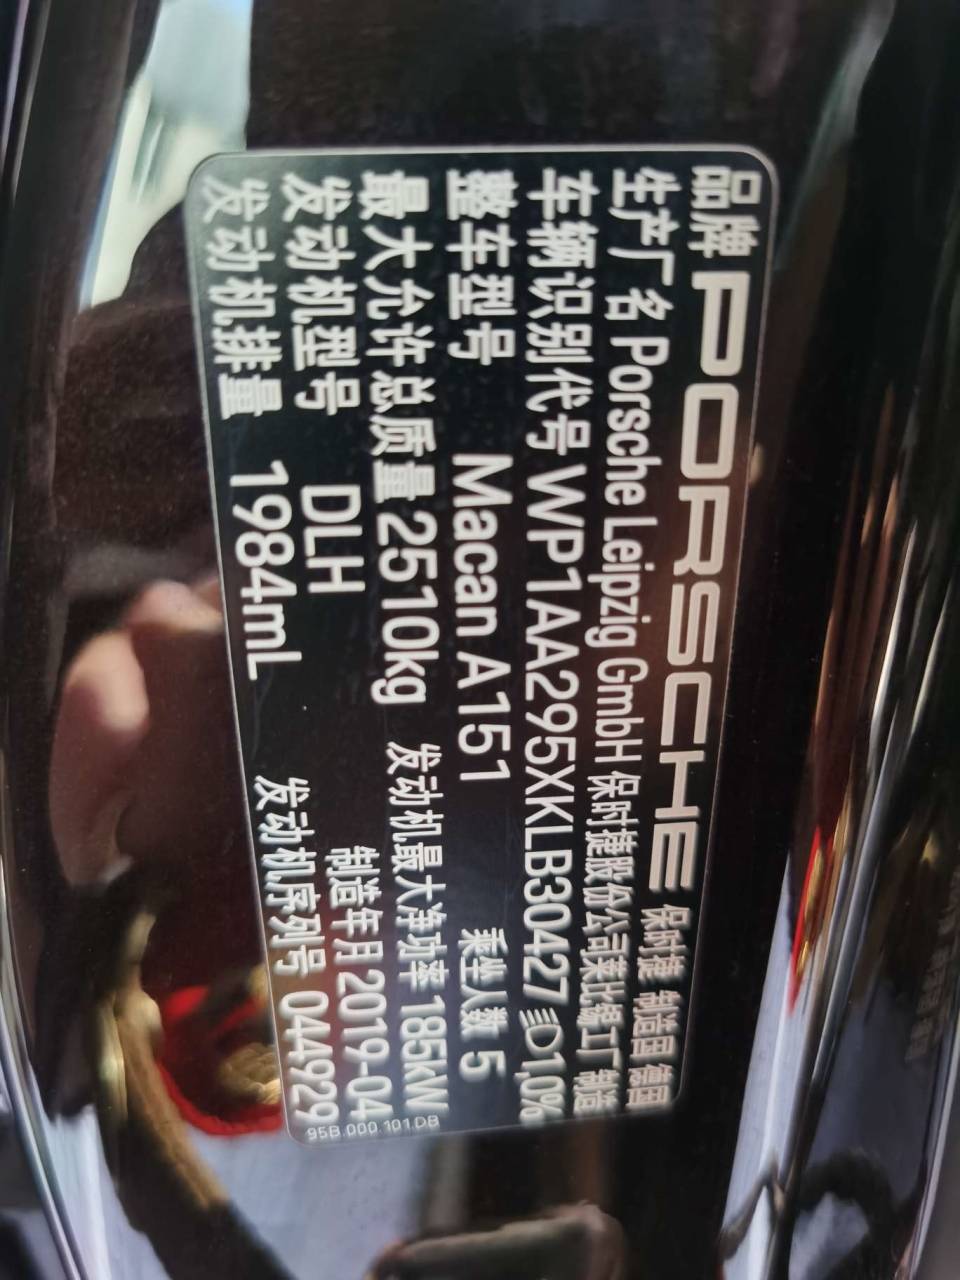 品牌 PORSCHE 保时捷 制造国 德国
生产厂名 Porsche Leipzig GmbH 保时捷股份公司莱比锡工厂 制造
车辆识别代号 WP1AA295XKLB30427 1,0%
整车型号 Macan A151 乘坐人数 5
最大允许总质量 2510kg 发动机最大净功率 185kW
发动机型号 DLH 制造年月 2019-04
发动机排量 1984mL 发动机序列号 044929
95B.000.101.DB